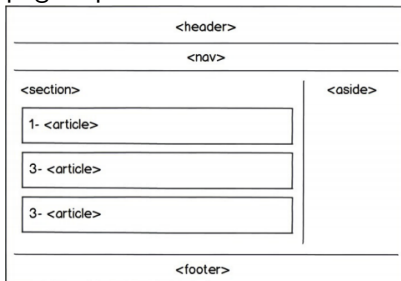 <header>
<nav>
<section>
<aside>
1- <article>
3- <article>
3- <article>
<footer>